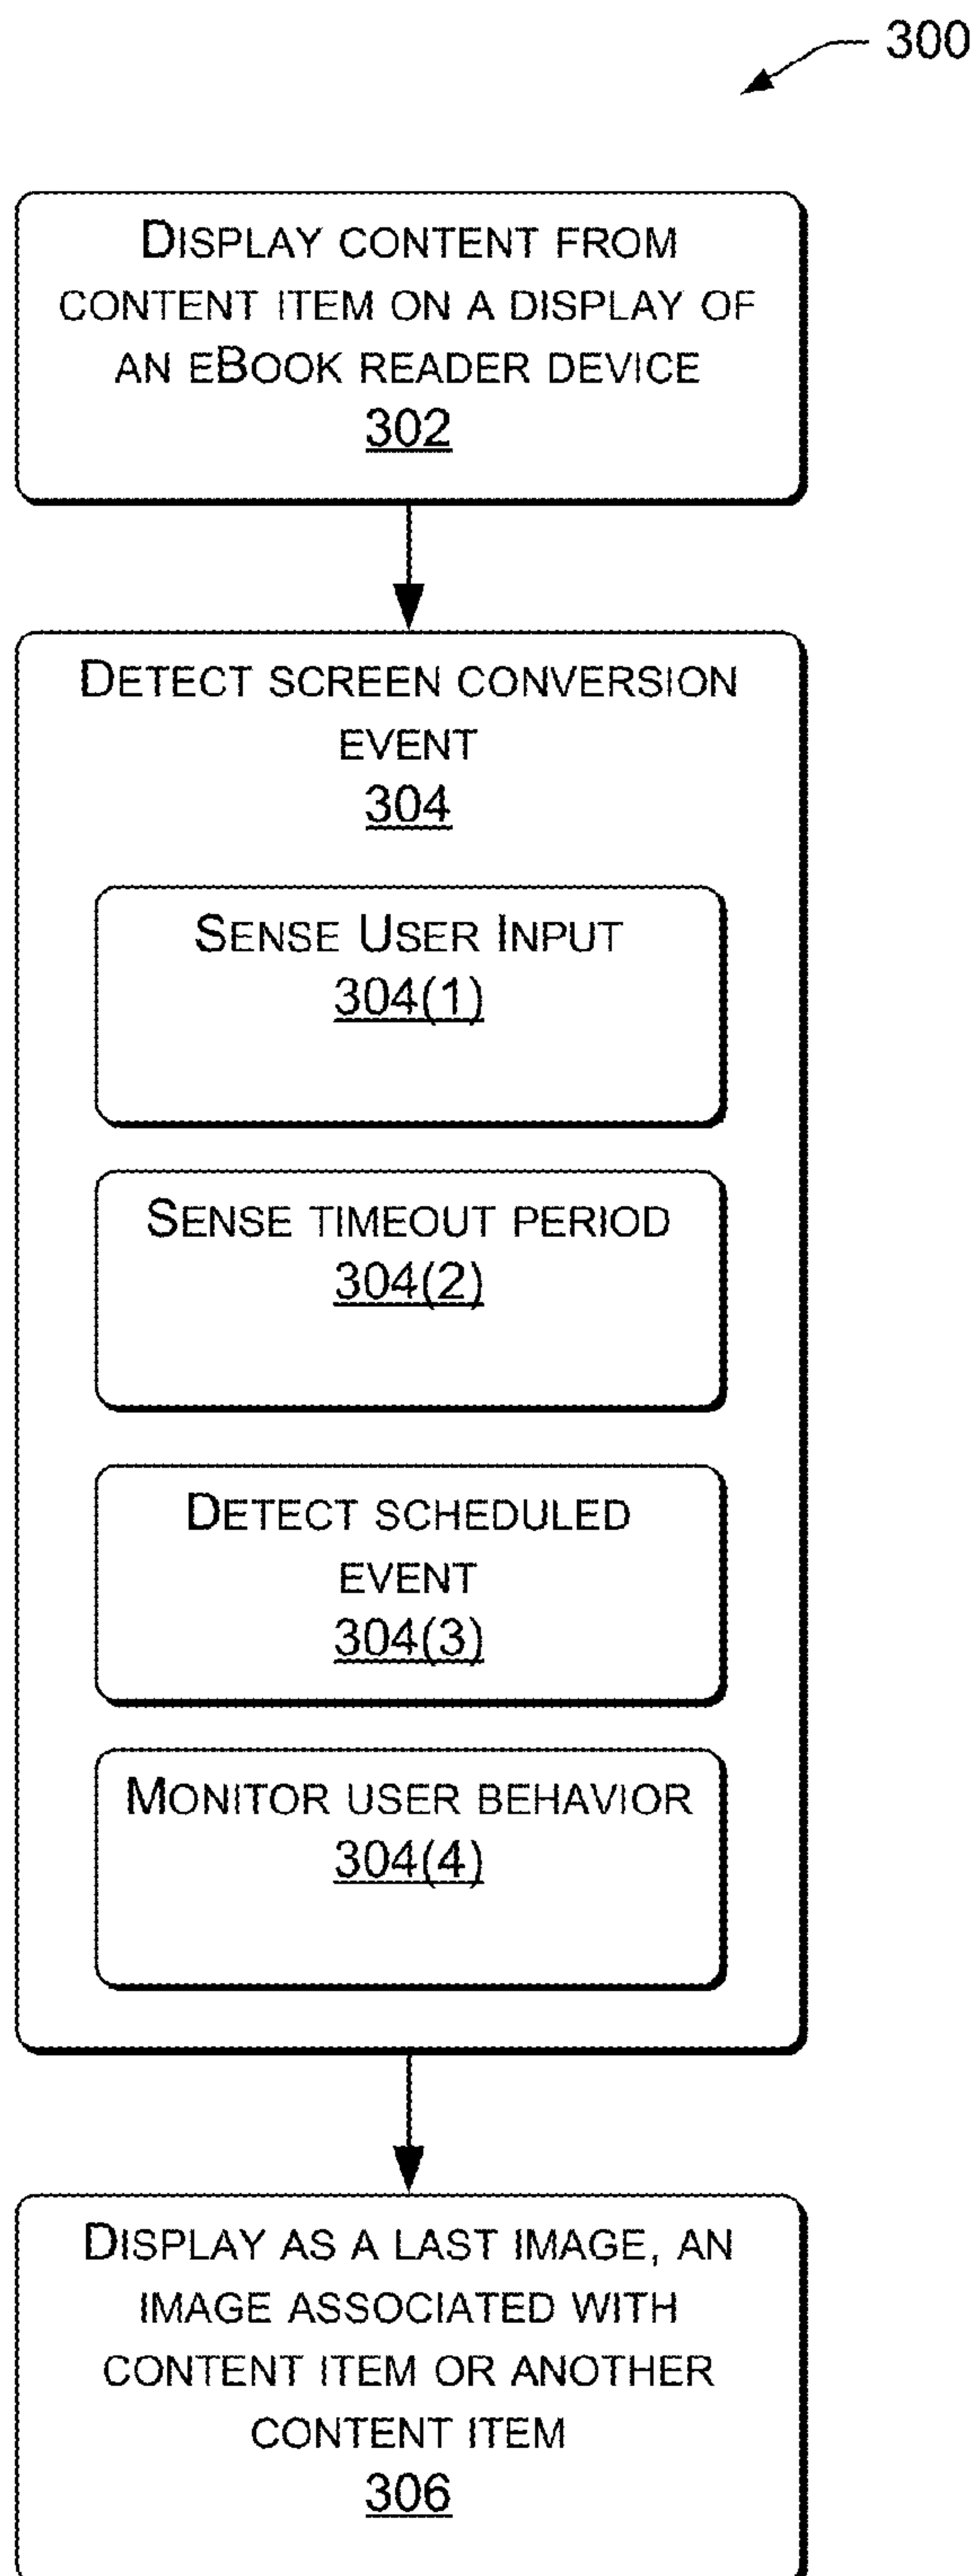 300
DISPLAY CONTENT FROM
CONTENT ITEM ON A DISPLAY OF
AN EBOOK READER DEVICE
302
DETECT SCREEN CONVERSION
EVENT
304
SENSE USER INPUT
304(1)
SENSE TIMEOUT PERIOD
304(2)
DETECT SCHEDULED
EVENT
304(3)
MONITOR USER BEHAVIOR
304(4)
DISPLAY AS A LAST IMAGE, AN
IMAGE ASSOCIATED WITH
CONTENT ITEM OR ANOTHER
CONTENT ITEM
306